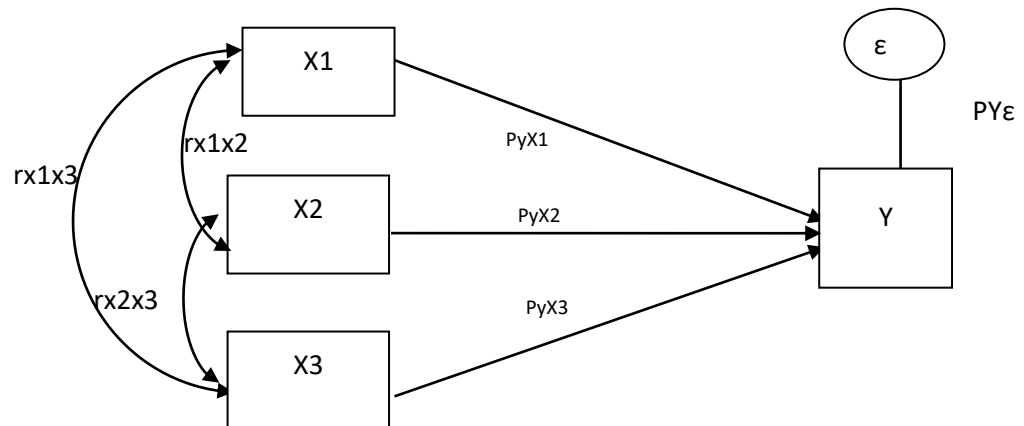 ε
X1
PYε
PyX1
rx1x2
rx1x3
X2
PyX2
Y
rx2x3
PyX3
X3